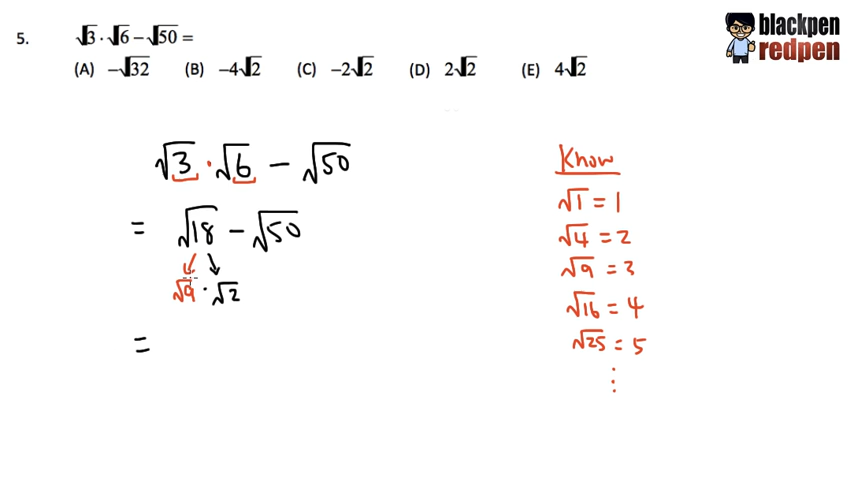 5. √3 · √6 − √50 =
(A) −√32 (B) −4√2 (C) −2√2 (D) 2√2 (E) 4√2
blackpen
redpen
√3 · √6 − √50
= √18 − √50
√9 · √2
=
Know
√1 = 1
√4 = 2
√9 = 3
√16 = 4
√25 = 5
⋮